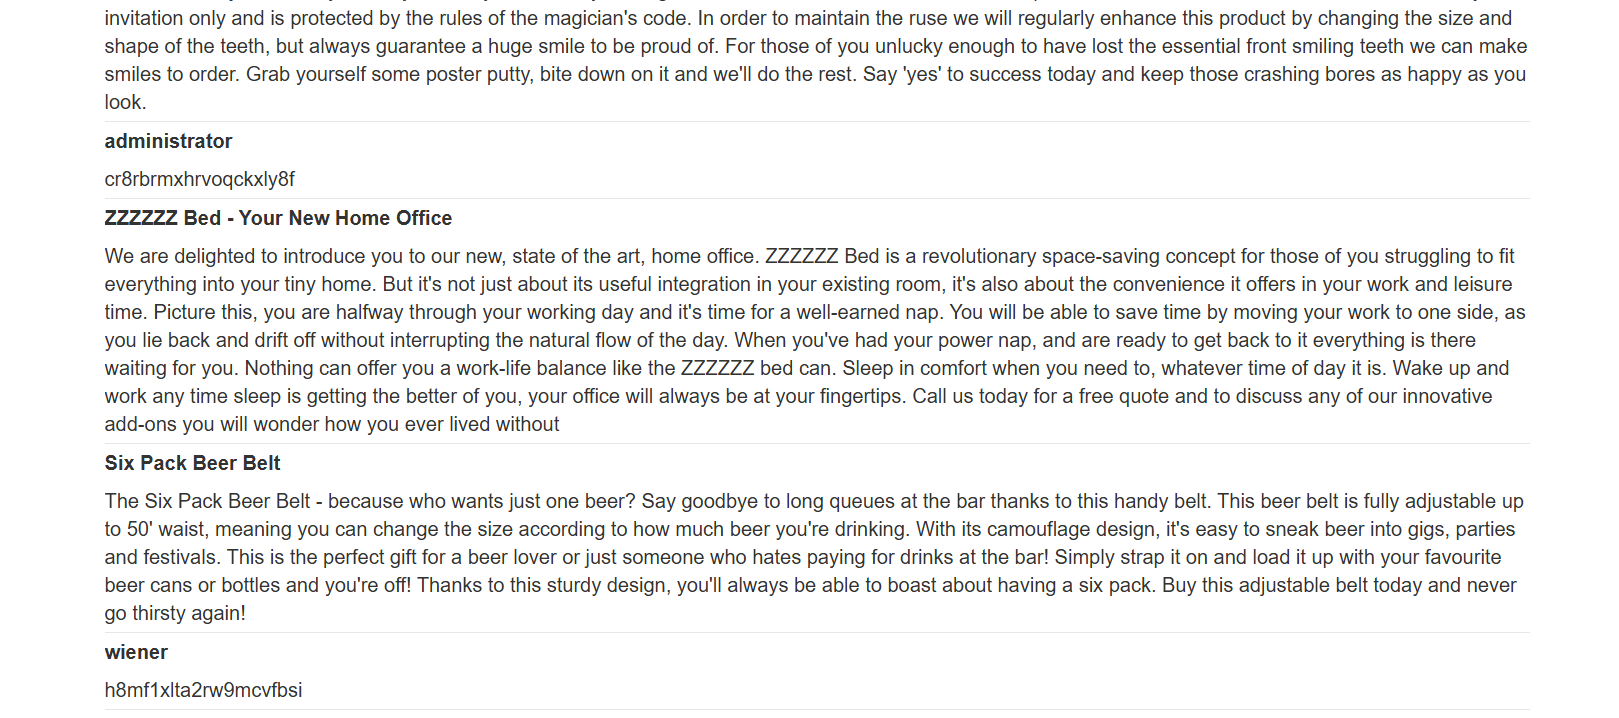 invitation only and is protected by the rules of the magician's code. In order to maintain the ruse we will regularly enhance this product by changing the size and
shape of the teeth, but always guarantee a huge smile to be proud of. For those of you unlucky enough to have lost the essential front smiling teeth we can make
smiles to order. Grab yourself some poster putty, bite down on it and we'll do the rest. Say 'yes' to success today and keep those crashing bores as happy as you
look.
administrator
cr8rbrmxhrvoqckxly8f
ZZZZZZ Bed - Your New Home Office
We are delighted to introduce you to our new, state of the art, home office. ZZZZZZ Bed is a revolutionary space-saving concept for those of you struggling to fit
everything into your tiny home. But it's not just about its useful integration in your existing room, it's also about the convenience it offers in your work and leisure
time. Picture this, you are halfway through your working day and it's time for a well-earned nap. You will be able to save time by moving your work to one side, as
you lie back and drift off without interrupting the natural flow of the day. When you've had your power nap, and are ready to get back to it everything is there
waiting for you. Nothing can offer you a work-life balance like the ZZZZZZ bed can. Sleep in comfort when you need to, whatever time of day it is. Wake up and
work any time sleep is getting the better of you, your office will always be at your fingertips. Call us today for a free quote and to discuss any of our innovative
add-ons you will wonder how you ever lived without
Six Pack Beer Belt
The Six Pack Beer Belt - because who wants just one beer? Say goodbye to long queues at the bar thanks to this handy belt. This beer belt is fully adjustable up
to 50' waist, meaning you can change the size according to how much beer you're drinking. With its camouflage design, it's easy to sneak beer into gigs, parties
and festivals. This is the perfect gift for a beer lover or just someone who hates paying for drinks at the bar! Simply strap it on and load it up with your favourite
beer cans or bottles and you're off! Thanks to this sturdy design, you'll always be able to boast about having a six pack. Buy this adjustable belt today and never
go thirsty again!
wiener
h8mf1xlta2rw9mcvfbsi